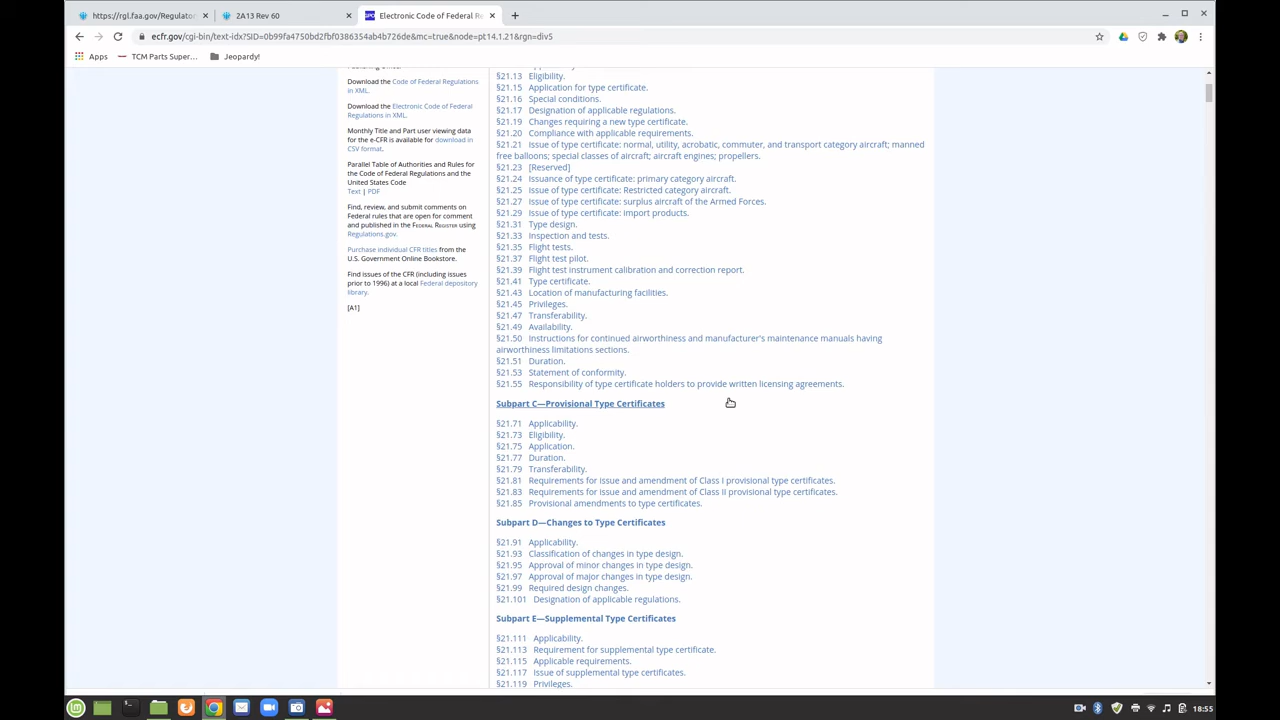 https://rgl.faa.gov/Regulator
2A13 Rev 60
Electronic Code of Federal Re
ecfr.gov/cgi-bin/text-idx?SID=0b99fa4750bd2fbf0386354ab4b726de&mc=true&node=pt14.1.21&rgn=div5
Apps
TCM Parts Super...
Jeopardy!
Download the Code of Federal Regulations
in XML.
Download the Electronic Code of Federal
Regulations in XML.
Monthly Title and Part user viewing data
for the e-CFR is available for download in
CSV format.
Parallel Table of Authorities and Rules for
the Code of Federal Regulations and the
United States Code
Text | PDF
Find, review, and submit comments on
Federal rules that are open for comment
and published in the Federal Register using
Regulations.gov.
Purchase individual CFR titles from the
U.S. Government Online Bookstore.
Find issues of the CFR (including issues
prior to 1996) at a local Federal depository
library.
[A1]
§21.13 Eligibility.
§21.15 Application for type certificate.
§21.16 Special conditions.
§21.17 Designation of applicable regulations.
§21.19 Changes requiring a new type certificate.
§21.20 Compliance with applicable requirements.
§21.21 Issue of type certificate: normal, utility, acrobatic, commuter, and transport category aircraft; manned
free balloons; special classes of aircraft; aircraft engines; propellers.
§21.23 [Reserved]
§21.24 Issuance of type certificate: primary category aircraft.
§21.25 Issue of type certificate: Restricted category aircraft.
§21.27 Issue of type certificate: surplus aircraft of the Armed Forces.
§21.29 Issue of type certificate: import products.
§21.31 Type design.
§21.33 Inspection and tests.
§21.35 Flight tests.
§21.37 Flight test pilot.
§21.39 Flight test instrument calibration and correction report.
§21.41 Type certificate.
§21.43 Location of manufacturing facilities.
§21.45 Privileges.
§21.47 Transferability.
§21.49 Availability.
§21.50 Instructions for continued airworthiness and manufacturer's maintenance manuals having
airworthiness limitations sections.
§21.51 Duration.
§21.53 Statement of conformity.
§21.55 Responsibility of type certificate holders to provide written licensing agreements.
Subpart C—Provisional Type Certificates
§21.71 Applicability.
§21.73 Eligibility.
§21.75 Application.
§21.77 Duration.
§21.79 Transferability.
§21.81 Requirements for issue and amendment of Class I provisional type certificates.
§21.83 Requirements for issue and amendment of Class II provisional type certificates.
§21.85 Provisional amendments to type certificates.
Subpart D—Changes to Type Certificates
§21.91 Applicability.
§21.93 Classification of changes in type design.
§21.95 Approval of minor changes in type design.
§21.97 Approval of major changes in type design.
§21.99 Required design changes.
§21.101 Designation of applicable regulations.
Subpart E—Supplemental Type Certificates
§21.111 Applicability.
§21.113 Requirement for supplemental type certificate.
§21.115 Applicable requirements.
§21.117 Issue of supplemental type certificates.
§21.119 Privileges.
18:55